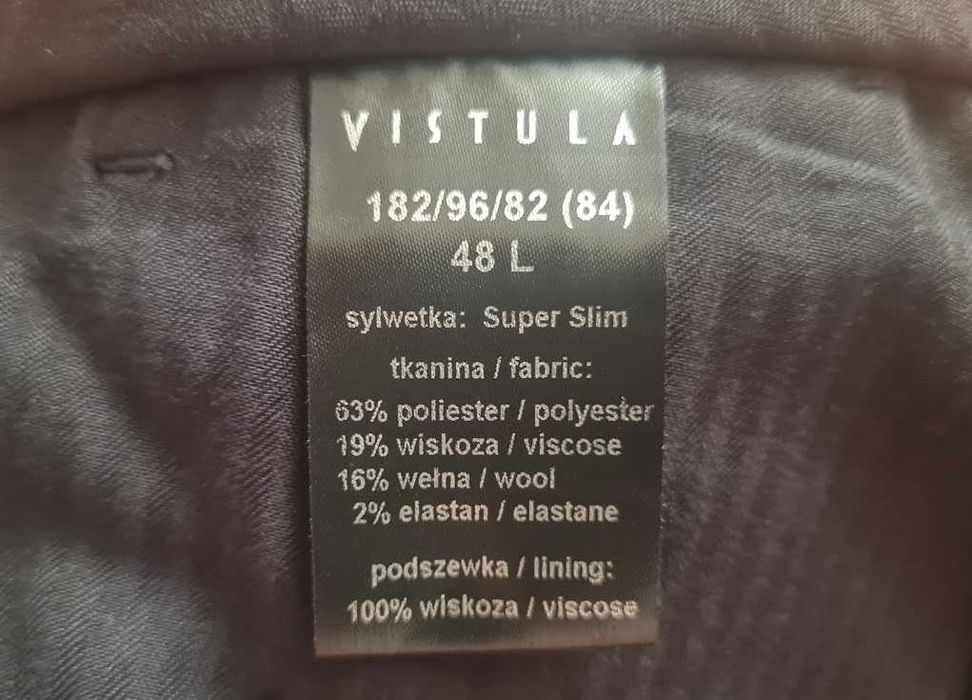 VISTULA
182/96/82 (84)
48 L
sylwetka: Super Slim
tkanina / fabric:
63% poliester / polyester
19% wiskoza / viscose
16% wełna / wool
2% elastan / elastane
podszewka / lining:
100% wiskoza / viscose